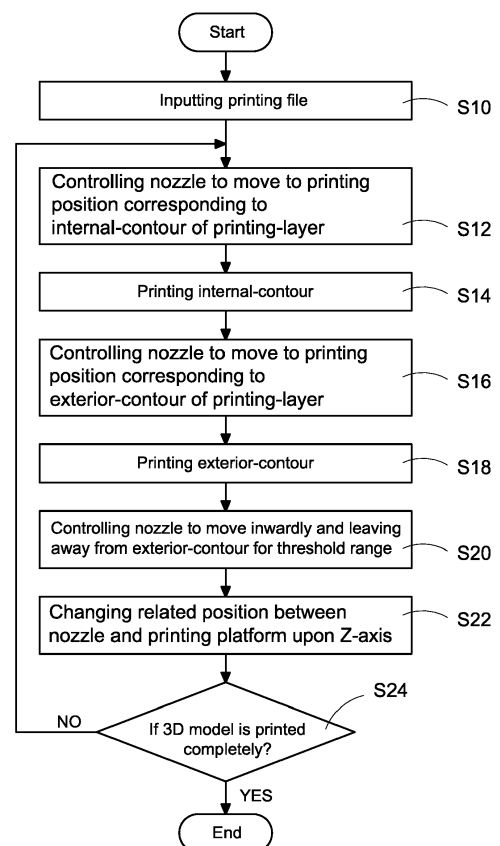 Start
Inputting printing file
S10
Controlling nozzle to move to printing
position corresponding to
internal-contour of printing-layer
S12
Printing internal-contour
S14
Controlling nozzle to move to printing
position corresponding to
exterior-contour of printing-layer
S16
Printing exterior-contour
S18
Controlling nozzle to move inwardly and leaving
away from exterior-contour for threshold range
S20
Changing related position between
nozzle and printing platform upon Z-axis
S22
S24
If 3D model is printed
completely?
NO
YES
End